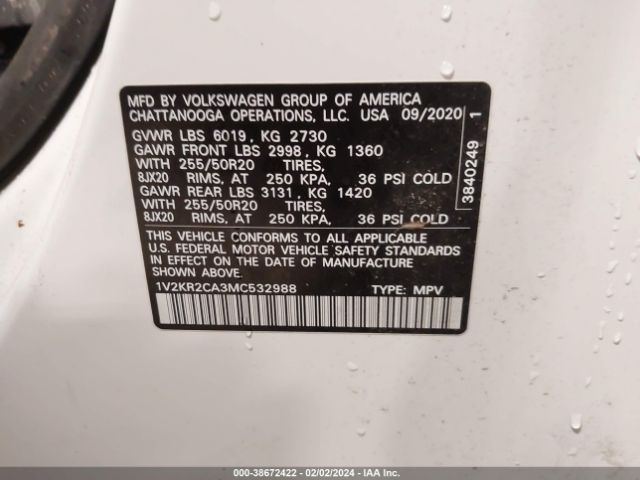 MFD BY VOLKSWAGEN GROUP OF AMERICA
CHATTANOOGA OPERATIONS, LLC. USA 09/2020
GVWR LBS 6019, KG 2730
GAWR FRONT LBS 2998, KG 1360
WITH 255/50R20 TIRES,
8JX20 RIMS, AT 250 KPA, 36 PSI COLD
GAWR REAR LBS 3131, KG 1420
WITH 255/50R20 TIRES,
8JX20 RIMS, AT 250 KPA, 36 PSI COLD
THIS VEHICLE CONFORMS TO ALL APPLICABLE
U.S. FEDERAL MOTOR VEHICLE SAFETY STANDARDS
IN EFFECT ON THE DATE OF MANUFACTURE
SHOWN ABOVE.
1V2KR2CA3MC532988 TYPE: MPV
3840249 1
000-38672422 - 02/02/2024 - IAA Inc.